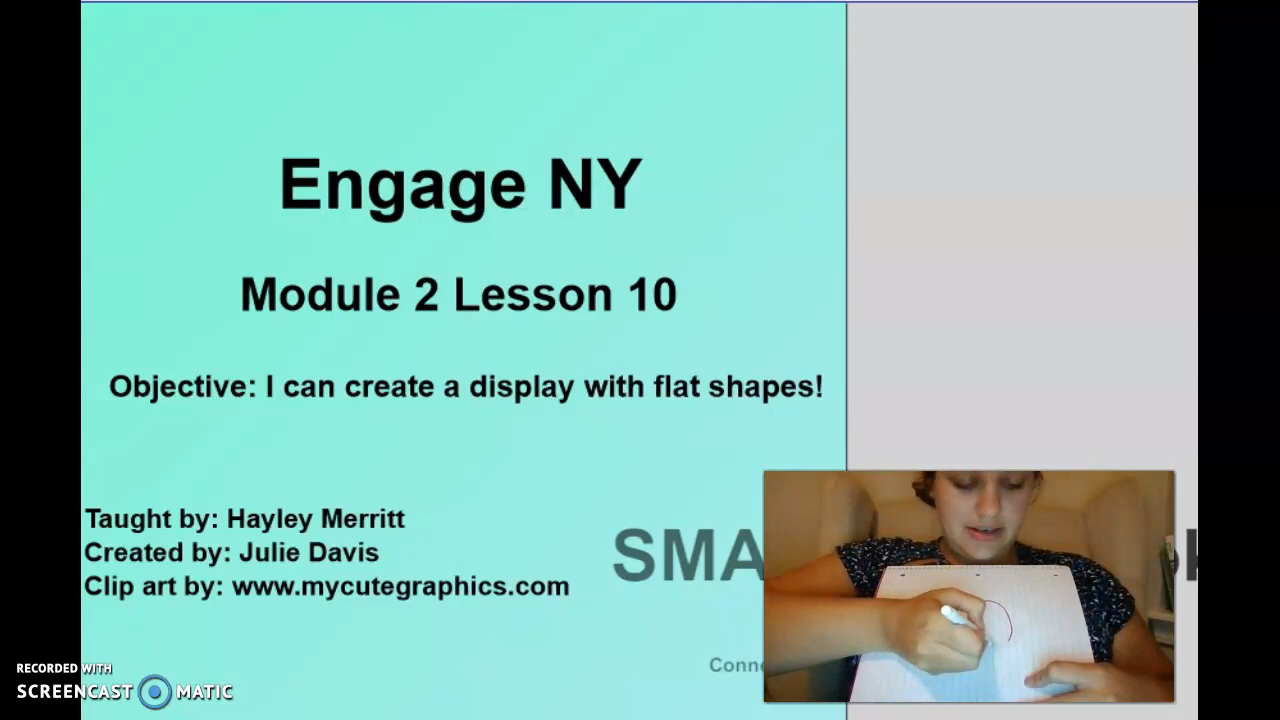 Engage NY
Module 2 Lesson 10
Objective: I can create a display with flat shapes!
Taught by: Hayley Merritt
Created by: Julie Davis
Clip art by: www.mycutegraphics.com
RECORDED WITH
SCREENCAST MATIC